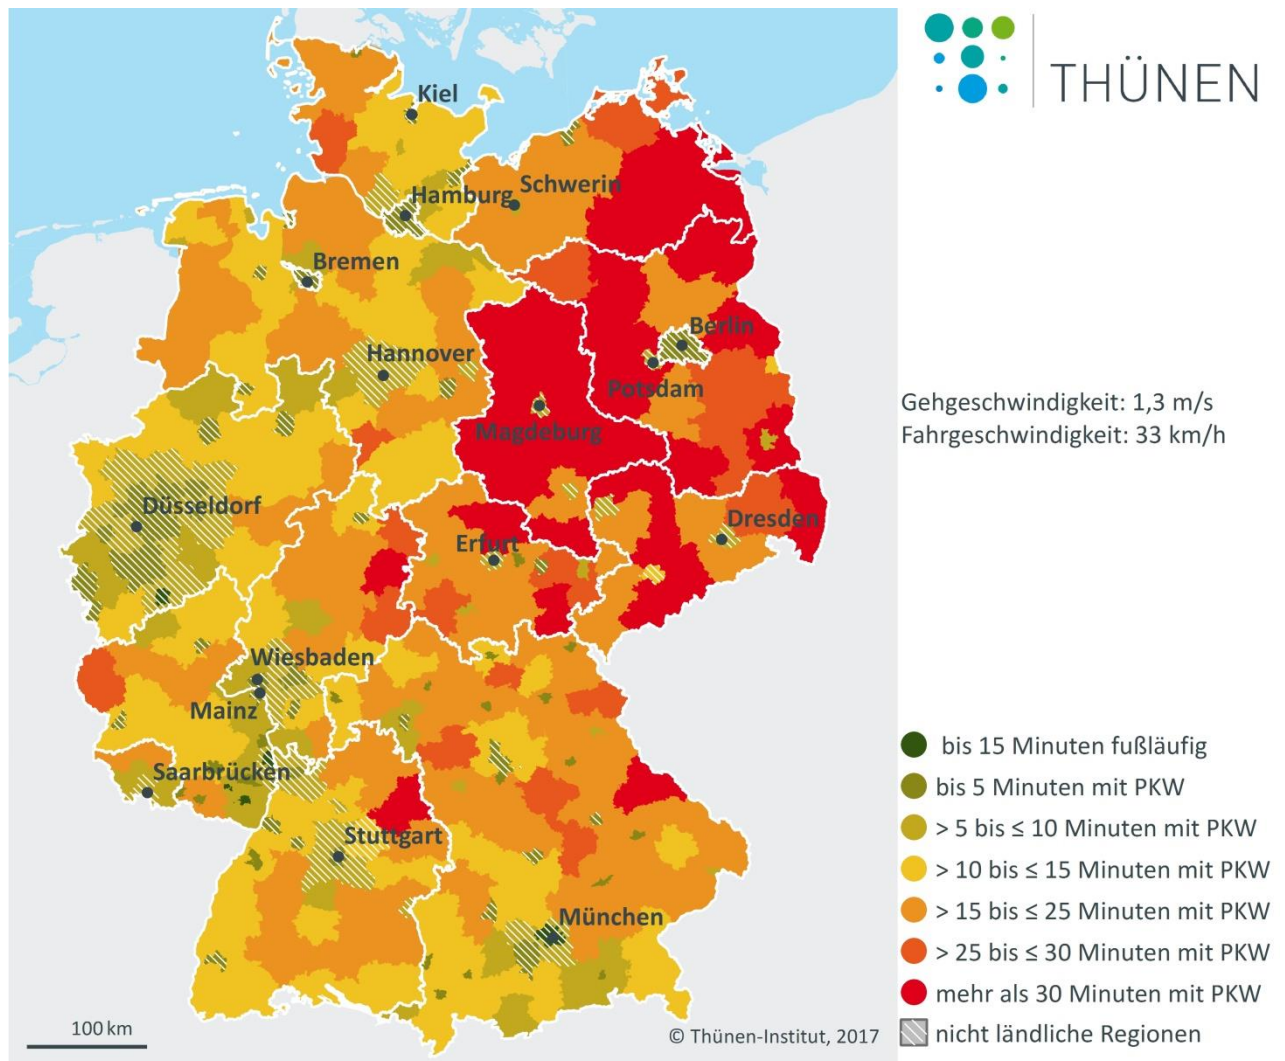 THÜNEN
Kiel
Hamburg
Schwerin
Bremen
Berlin
Hannover
Potsdam
Magdeburg
Gehgeschwindigkeit: 1,3 m/s
Fahrgeschwindigkeit: 33 km/h
Düsseldorf
Dresden
Erfurt
Wiesbaden
Mainz
Saarbrücken
Stuttgart
München
bis 15 Minuten fußläufig
bis 5 Minuten mit PKW
> 5 bis ≤ 10 Minuten mit PKW
> 10 bis ≤ 15 Minuten mit PKW
> 15 bis ≤ 25 Minuten mit PKW
> 25 bis ≤ 30 Minuten mit PKW
mehr als 30 Minuten mit PKW
nicht ländliche Regionen
100 km
© Thünen-Institut, 2017